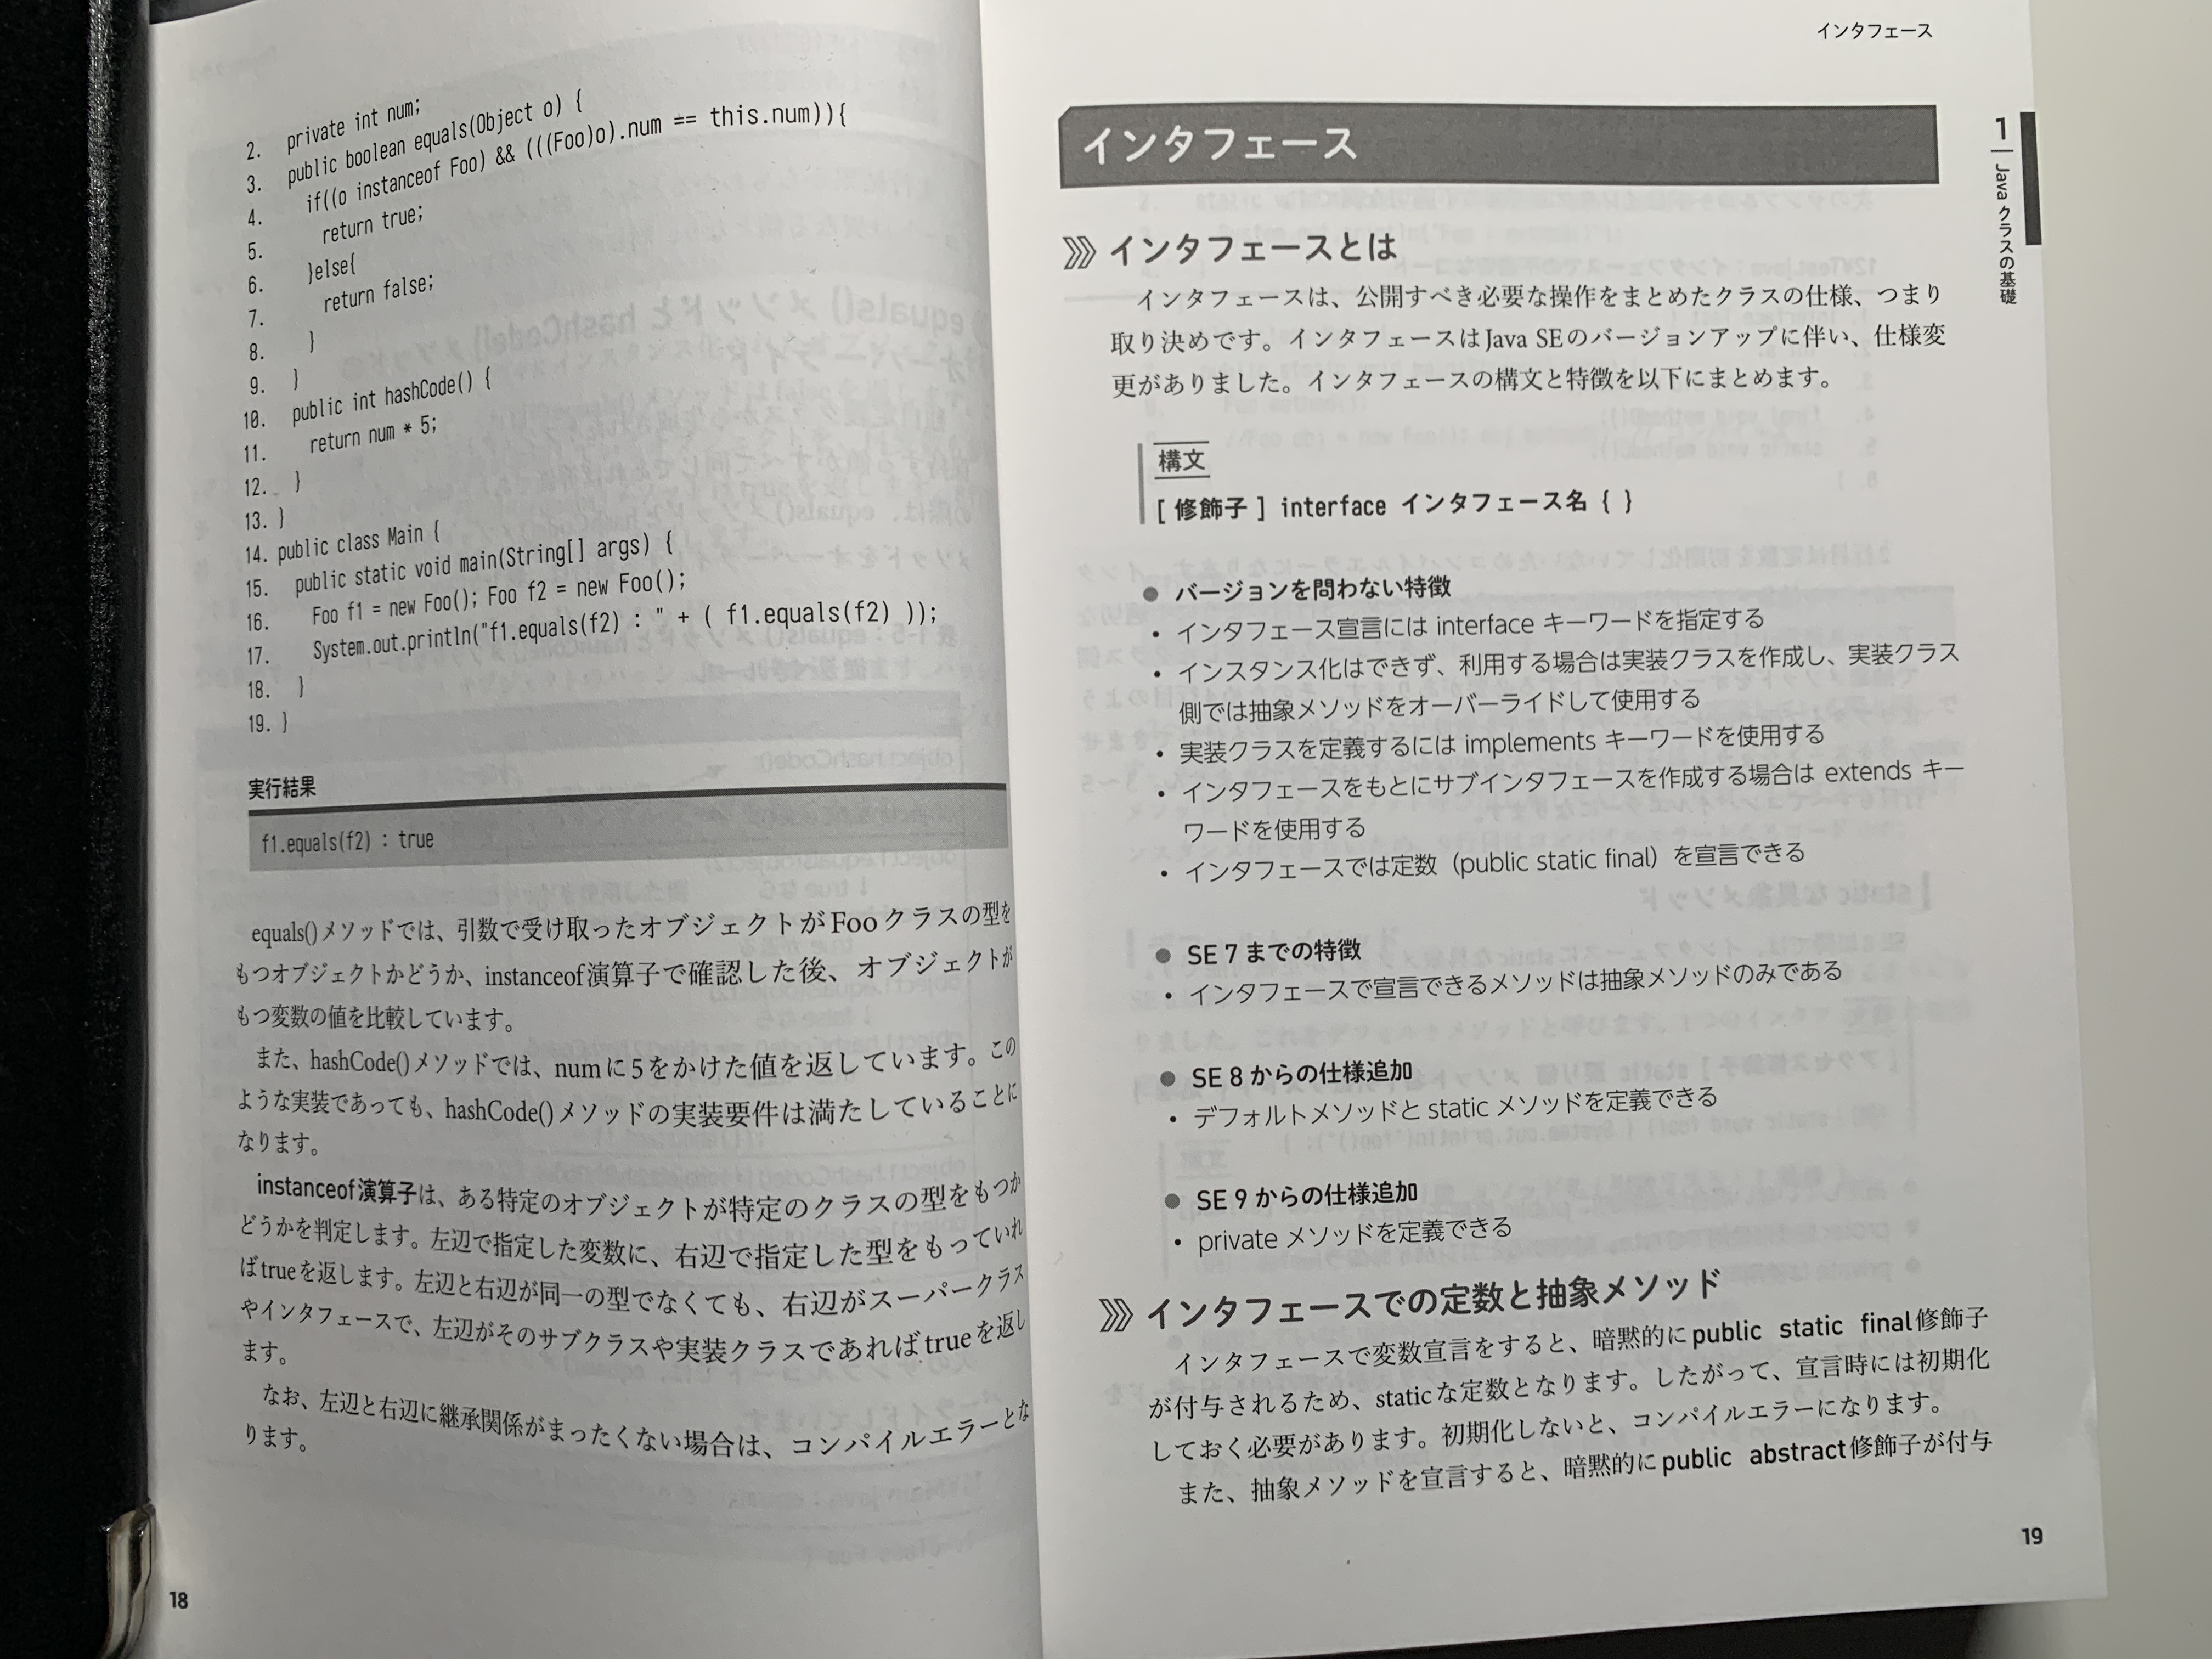 2. private int num;
3. public boolean equals(Object o) {
4. if((o instanceof Foo) && (((Foo)o).num == this.num)){
5. return true;
6. }else{
7. return false;
8. }
9. }
10. public int hashCode() {
11. return num * 5;
12. }
13. }
14. public class Main {
15. public static void main(String[] args) {
16. Foo f1 = new Foo(); Foo f2 = new Foo();
17. System.out.println("f1.equals(f2) : " + ( f1.equals(f2) ));
18. }
19. }
実行結果
f1.equals(f2) : true
equals()メソッドでは、引数で受け取ったオブジェクトがFooクラスの型を
もつオブジェクトかどうか、instanceof演算子で確認した後、オブジェクトが
もつ変数の値を比較しています。
また、hashCode()メソッドでは、numに5をかけた値を返しています。この
ような実装であっても、hashCode()メソッドの実装要件は満たしていることに
なります。
instanceof演算子は、ある特定のオブジェクトが特定のクラスの型をもつか
どうかを判定します。左辺で指定した変数に、右辺で指定した型をもっていれ
ばtrueを返します。左辺と右辺が同一の型でなくても、右辺がスーパークラス
やインタフェースで、左辺がそのサブクラスや実装クラスであればtrueを返し
ます。
なお、左辺と右辺に継承関係がまったくない場合は、コンパイルエラーとな
ります。
18
インタフェース
1 Java クラスの基礎
インタフェース
インタフェースとは
インタフェースは、公開すべき必要な操作をまとめたクラスの仕様、つまり
取り決めです。インタフェースはJava SEのバージョンアップに伴い、仕様変
更がありました。インタフェースの構文と特徴を以下にまとめます。
構文
[ 修飾子 ] interface インタフェース名 { }
● バージョンを問わない特徴
・インタフェース宣言には interface キーワードを指定する
・インスタンス化はできず、利用する場合は実装クラスを作成し、実装クラス
側では抽象メソッドをオーバーライドして使用する
・実装クラスを定義するには implements キーワードを使用する
・インタフェースをもとにサブインタフェースを作成する場合は extends キー
ワードを使用する
・インタフェースでは定数（public static final）を宣言できる
● SE 7 までの特徴
・インタフェースで宣言できるメソッドは抽象メソッドのみである
● SE 8 からの仕様追加
・デフォルトメソッドと static メソッドを定義できる
● SE 9 からの仕様追加
・private メソッドを定義できる
インタフェースでの定数と抽象メソッド
インタフェースで変数宣言をすると、暗黙的にpublic static final修飾子
が付与されるため、staticな定数となります。したがって、宣言時には初期化
しておく必要があります。初期化しないと、コンパイルエラーになります。
また、抽象メソッドを宣言すると、暗黙的にpublic abstract修飾子が付与
19